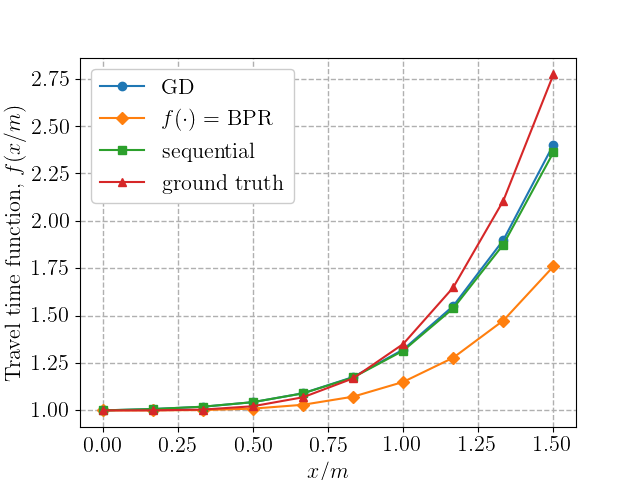 GD
f(·) = BPR
sequential
ground truth
Travel time function, f(x/m)
2.75
2.50
2.25
2.00
1.75
1.50
1.25
1.00
0.00 0.25 0.50 0.75 1.00 1.25 1.50
x/m